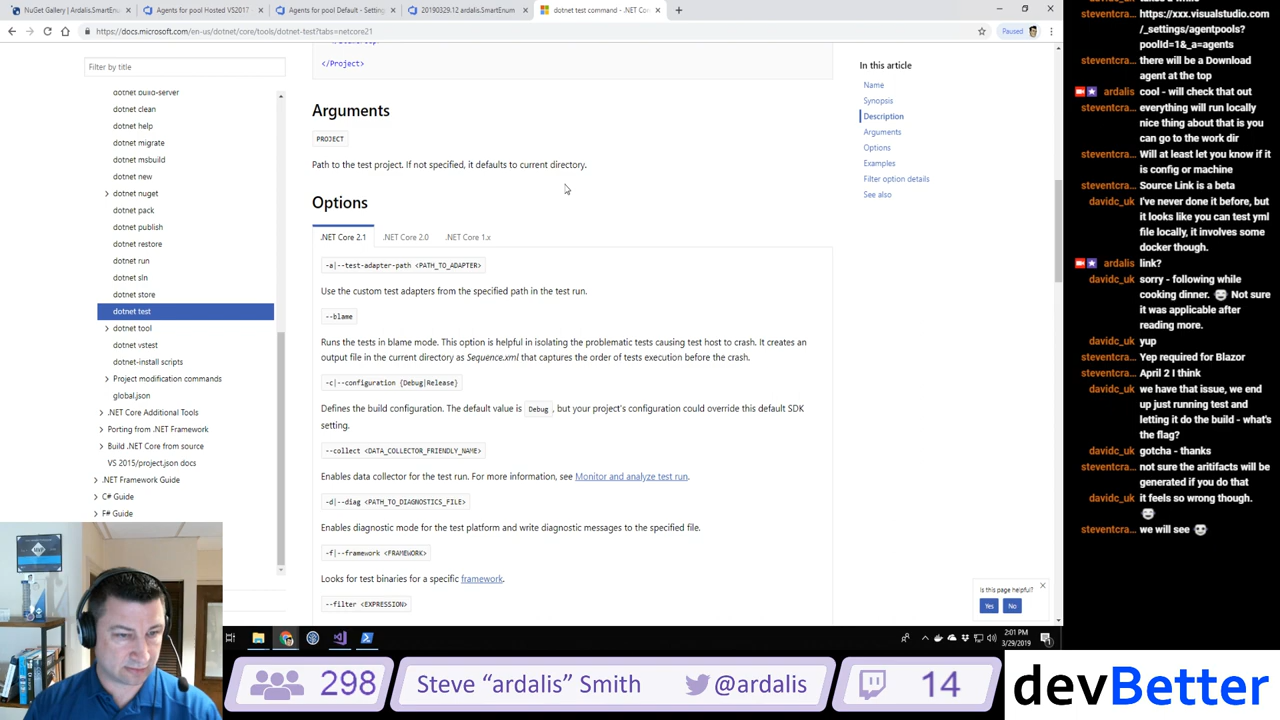 NuGet Gallery | Ardalis.SmartEnum
Agents for pool Hosted VS2017
Agents for pool Default - Settings
20190329.12 ardalis.SmartEnum
dotnet test command - .NET Core
https://docs.microsoft.com/en-us/dotnet/core/tools/dotnet-test?tabs=netcore21
Paused
Filter by title
dotnet build-server
dotnet clean
dotnet help
dotnet migrate
dotnet msbuild
dotnet new
dotnet nuget
dotnet pack
dotnet publish
dotnet restore
dotnet run
dotnet sln
dotnet store
dotnet test
dotnet tool
dotnet vstest
dotnet-install scripts
Project modification commands
global.json
.NET Core Additional Tools
Porting from .NET Framework
Build .NET Core from source
VS 2015/project.json docs
.NET Framework Guide
C# Guide
F# Guide
</Project>
Arguments
PROJECT
Path to the test project. If not specified, it defaults to current directory.
Options
.NET Core 2.1
.NET Core 2.0
.NET Core 1.x
-a|--test-adapter-path <PATH_TO_ADAPTER>
Use the custom test adapters from the specified path in the test run.
--blame
Runs the tests in blame mode. This option is helpful in isolating the problematic tests causing test host to crash. It creates an
output file in the current directory as Sequence.xml that captures the order of tests execution before the crash.
-c|--configuration {Debug|Release}
Defines the build configuration. The default value is Debug , but your project's configuration could override this default SDK
setting.
--collect <DATA_COLLECTOR_FRIENDLY_NAME>
Enables data collector for the test run. For more information, see Monitor and analyze test run.
-d|--diag <PATH_TO_DIAGNOSTICS_FILE>
Enables diagnostic mode for the test platform and write diagnostic messages to the specified file.
-f|--framework <FRAMEWORK>
Looks for test binaries for a specific framework.
--filter <EXPRESSION>
In this article
Name
Synopsis
Description
Arguments
Options
Examples
Filter option details
See also
Is this page helpful?
Yes
No
2:01 PM
3/29/2019
steventcra... https://xxx.visualstudio.com
/_settings/agentpools?
poolId=1&_a=agents
steventcra... there will be a Download
agent at the top
ardalis cool - will check that out
steventcra... everything will run locally
nice thing about that is you
can go to the work dir
steventcra... Will at least let you know if it
is config or machine
steventcra... Source Link is a beta
davidc_uk I've never done it before, but
it looks like you can test yml
file locally, it involves some
docker though.
ardalis link?
davidc_uk sorry - following while
cooking dinner. Not sure
it was applicable after
reading more.
davidc_uk yup
steventcra... Yep required for Blazor
steventcra... April 2 I think
davidc_uk we have that issue, we end
up just running test and
letting it do the build - what's
the flag?
davidc_uk gotcha - thanks
steventcra... not sure the aritifacts will be
generated if you do that
davidc_uk it feels so wrong though.
steventcra... we will see
298
Steve "ardalis" Smith
@ardalis
14
devBetter